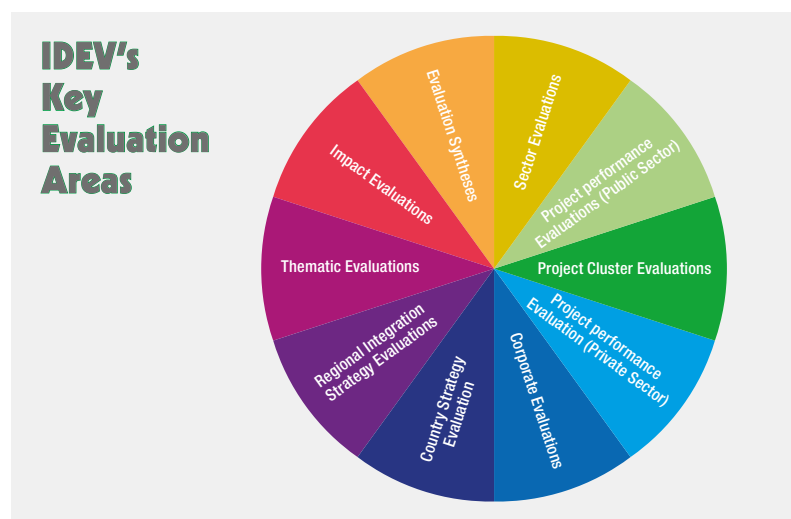 IDEV's
Key
Evaluation
Areas
Sector Evaluations
Project performance
Evaluations (Public Sector)
Project Cluster Evaluations
Project performance
Evaluation (Private Sector)
Corporate Evaluations
Country Strategy
Evaluation
Regional Integration
Strategy Evaluations
Thematic Evaluations
Impact Evaluations
Evaluation Syntheses